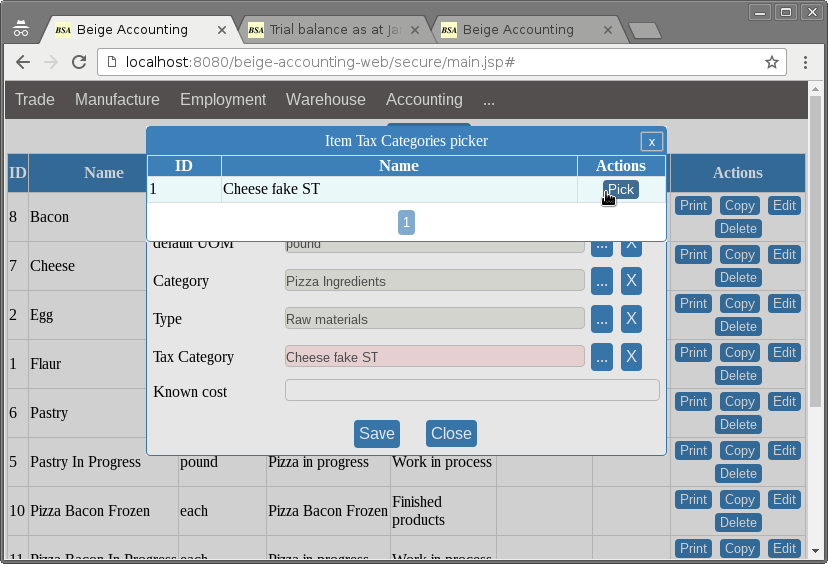 BSA Beige Accounting x
BSA Trial balance as at Ja x
BSA Beige Accounting x
localhost:8080/beige-accounting-web/secure/main.jsp#
Trade Manufacture Employment Warehouse Accounting ...
Item Tax Categories picker x
ID Name Actions
1 Cheese fake ST Pick
1
ID Name Actions
8 Bacon Print Copy Edit
Delete
default UOM pound ... X
7 Cheese Print Copy Edit
Delete
Category Pizza Ingredients ... X
2 Egg Print Copy Edit
Delete
Type Raw materials ... X
1 Flaur Print Copy Edit
Delete
Tax Category Cheese fake ST ... X
Known cost
6 Pastry Print Copy Edit
Delete
Save Close
5 Pastry In Progress pound Pizza in progress Work in process Print Copy Edit
Delete
10 Pizza Bacon Frozen each Pizza Bacon Frozen Finished products Print Copy Edit
Delete
11 Pizza Bacon In Progress each Pizza in progress Work in process Print Copy Edit